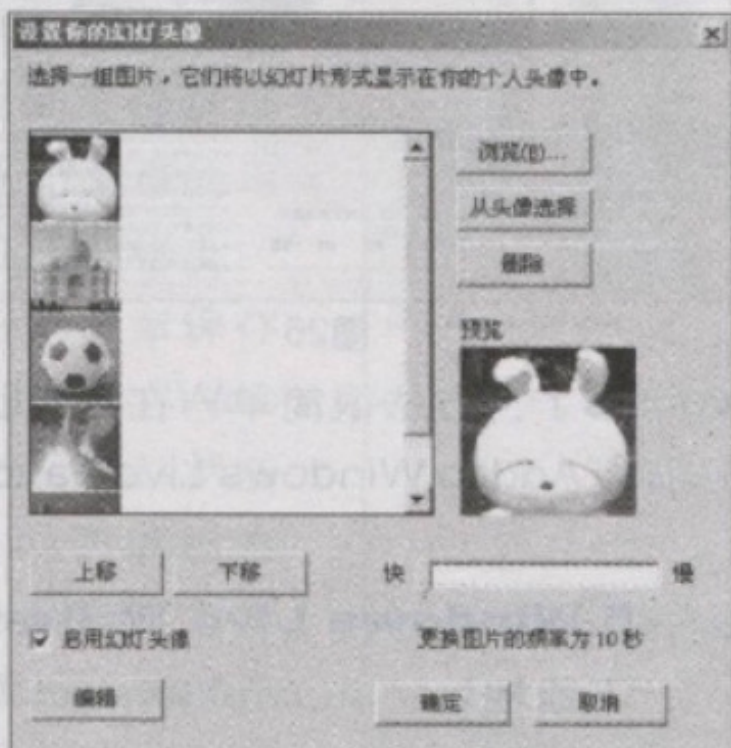 设置你的幻灯头像
选择一组图片，它们将以幻灯片形式显示在你的个人头像中。
浏览(B)...
从头像选择
删除
预览
上移
下移
快
慢
启用幻灯头像
更换图片的频率为 10 秒
编辑
确定
取消